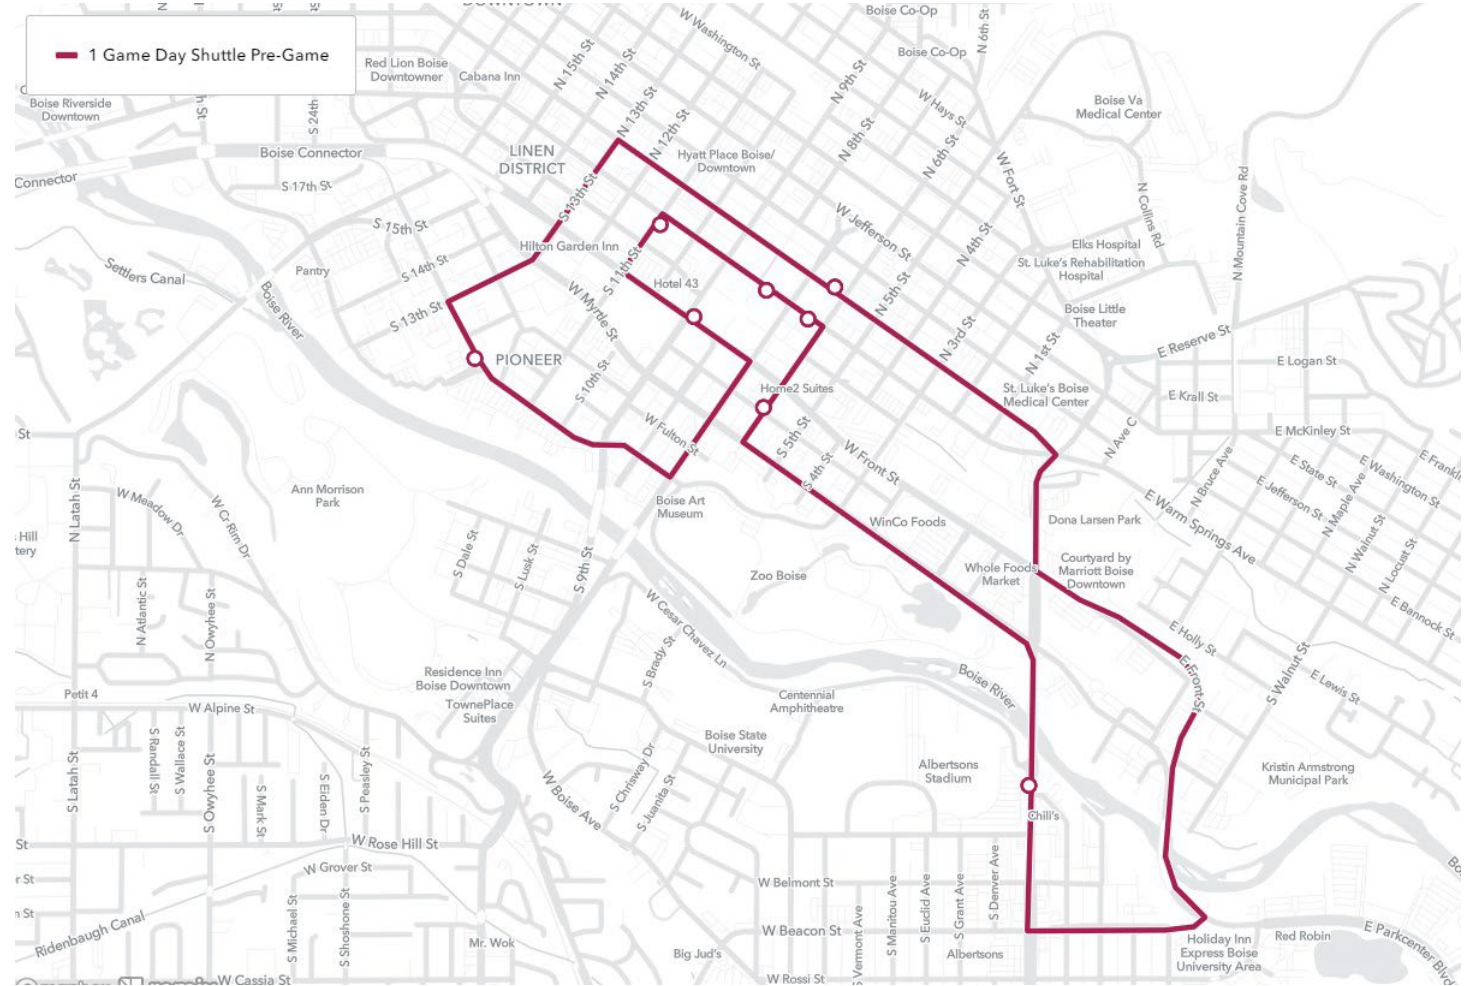 1 Game Day Shuttle Pre-Game
Boise Co-Op
N 6th St
W Washington St
Boise Co-Op
Red Lion Boise
Downtowner
Cabana Inn
N 15th St
N 14th St
N 13th St
N 12th St
N 9th St
W Hays St
N 8th St
N 6th St
W Fort St
Boise Va
Medical Center
Boise Riverside
Downtown
S 24th
Boise Connector
Connector
S 17th St
LINEN
DISTRICT
Hyatt Place Boise/
Downtown
N Collins Rd
N Mountain Cove Rd
S 15th St
S 13th St
W Jefferson St
N 4th St
Elks Hospital
St. Luke's Rehabilitation
Hospital
Hilton Garden Inn
S 14th St
Pantry
Settlers Canal
S 11th St
Hotel 43
N 5th St
Boise River
W Myrtle St
S 13th St
Boise Little
Theater
N 3rd St
N 1st St
E Reserve St
E Logan St
PIONEER
S 10th St
Home2 Suites
St. Luke's Boise
Medical Center
E Krall St
St
W Fulton St
S 5th St
S 4th St
W Front St
N Ave C
E McKinley St
N Bruce Ave
E State St
E Washington St
E Franklin
E Jefferson St
N Maple Ave
N Latah St
W Meadow Dr
W Cr Rim Dr
Ann Morrison
Park
Boise Art
Museum
WinCo Foods
Dona Larsen Park
E Warm Springs Ave
N Walnut St
N Locust St
Hill
tery
S Dale St
S Lusk St
S 9th St
Zoo Boise
Whole Foods
Market
Courtyard by
Marriott Boise
Downtown
N Atlantic St
N Owyhee St
W Cesar Chavez Ln
E Holly St
E Bannock St
S Brady St
E Front St
S Walnut St
E Lewis St
Residence Inn
Boise Downtown
TownePlace
Suites
Boise River
Petit 4
W Alpine St
Centennial
Amphitheatre
Boise State
University
S Randall St
S Wallace St
S Peasley St
S Latah St
S Owyhee St
S Mark St
S Eiden Dr
W Boise Ave
S Chrisway Dr
S Juanita St
Albertsons
Stadium
Kristin Armstrong
Municipal Park
Chill's
St
W Rose Hill St
W Grover St
r St
n St
W Belmont St
S Manitou Ave
S Euclid Ave
S Grant Ave
S Denver Ave
S Vermont Ave
Ridenbaugh Canal
S Michael St
S Shoshone St
Mr. Wok
W Beacon St
Big Jud's
Albertsons
Holiday Inn
Express Boise
University Area
Red Robin
E Parkcenter Blvd
W Cassia St
W Rossi St